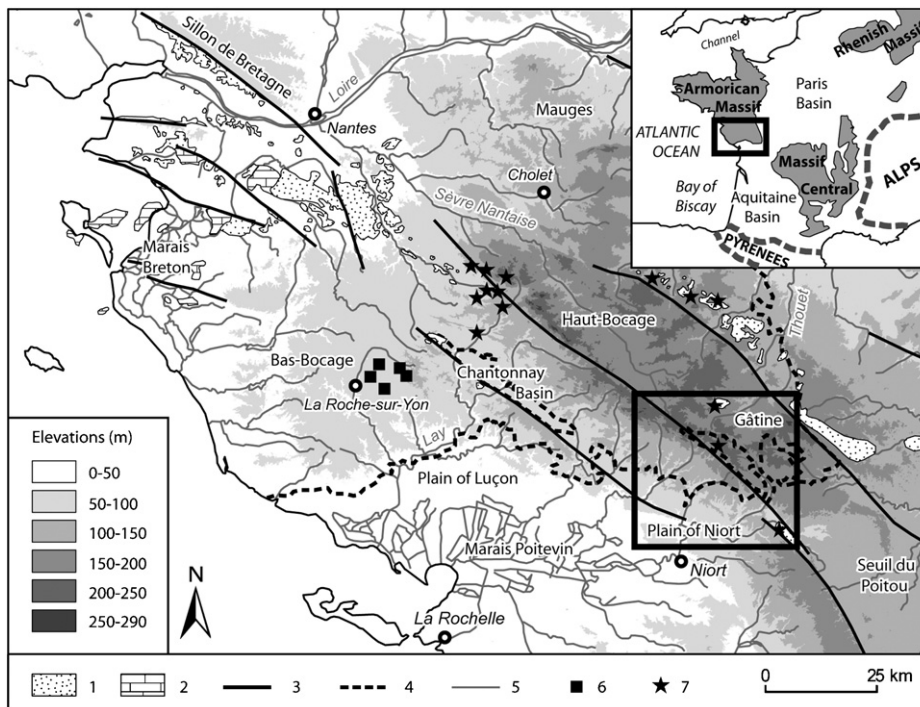 Sillon de Bretagne
Loire
Nantes
Mauges
Cholet
Sèvre Nantaise
Marais
Breton
Haut-Bocage
Thouet
Bas-Bocage
La Roche-sur-Yon
Chantonnay
Basin
Lay
Gâtine
Plain of Luçon
Plain of Niort
Marais Poitevin
Niort
Seuil du
Poitou
La Rochelle
Channel
Rhenish
Massif
Armorican
Massif
Paris
Basin
ATLANTIC
OCEAN
Massif
Central
ALPS
Bay of
Biscay
Aquitaine
Basin
PYRENEES
Elevations (m)
0-50
50-100
100-150
150-200
200-250
250-290
N
1 2 3 4 5 6 7
0 25 km